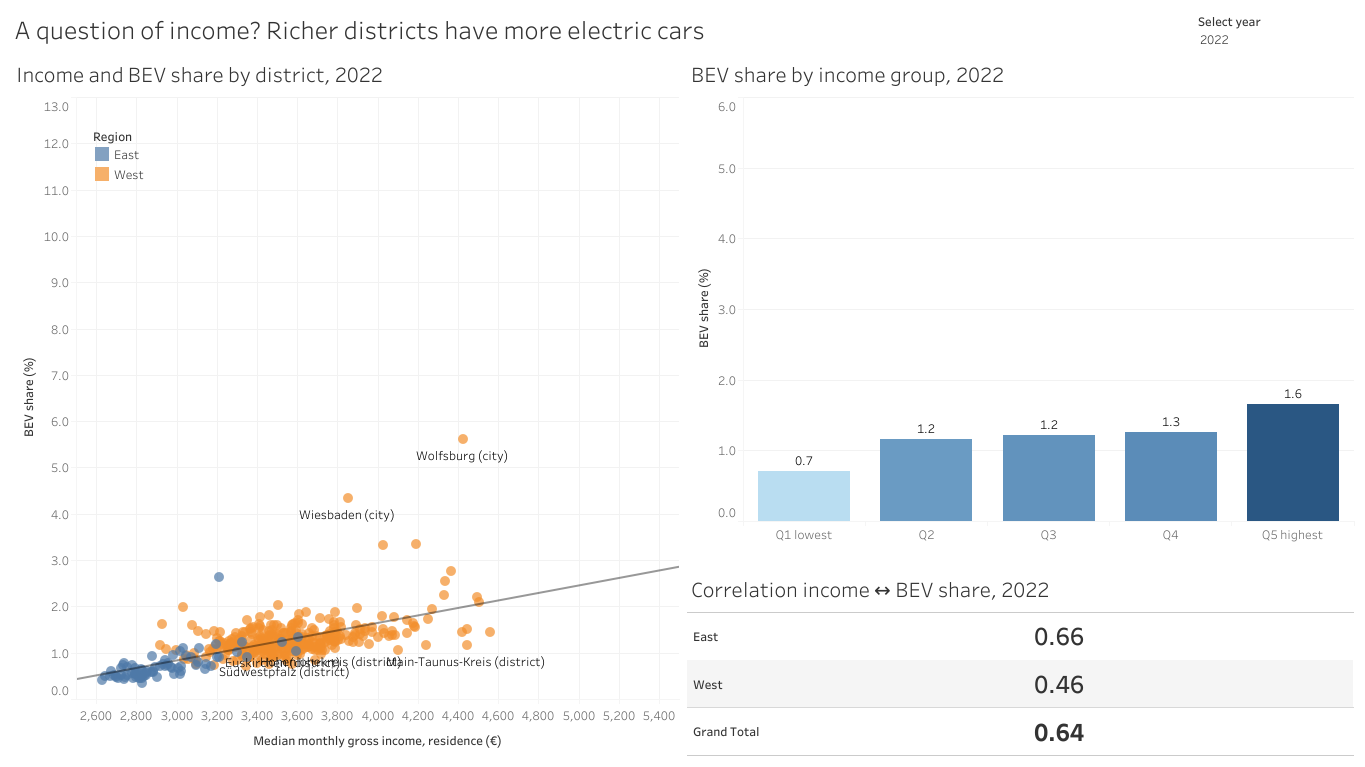 A question of income? Richer districts have more electric cars
Select year
2022
Income and BEV share by district, 2022
13.0
12.0
11.0
10.0
9.0
8.0
7.0
6.0
5.0
4.0
3.0
2.0
1.0
0.0
BEV share (%)
Region
East
West
Wolfsburg (city)
Wiesbaden (city)
Euskirchen (district)
Main-Taunus-Kreis (district)
Südwestpfalz (district)
2,600 2,800 3,000 3,200 3,400 3,600 3,800 4,000 4,200 4,400 4,600 4,800 5,000 5,200 5,400
Median monthly gross income, residence (€)
BEV share by income group, 2022
6.0
5.0
4.0
3.0
2.0
1.0
0.0
BEV share (%)
0.7
1.2
1.2
1.3
1.6
Q1 lowest
Q2
Q3
Q4
Q5 highest
Correlation income ↔ BEV share, 2022
East 0.66
West 0.46
Grand Total 0.64